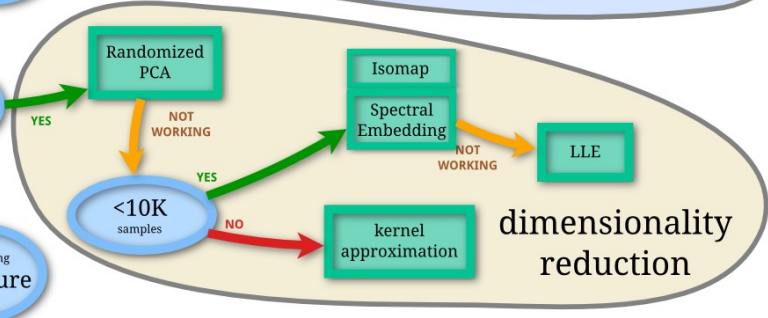 Randomized
PCA
YES
NOT
WORKING
<10K
samples
YES
NO
Isomap
Spectral
Embedding
NOT
WORKING
LLE
kernel
approximation
dimensionality
reduction
ng
ure